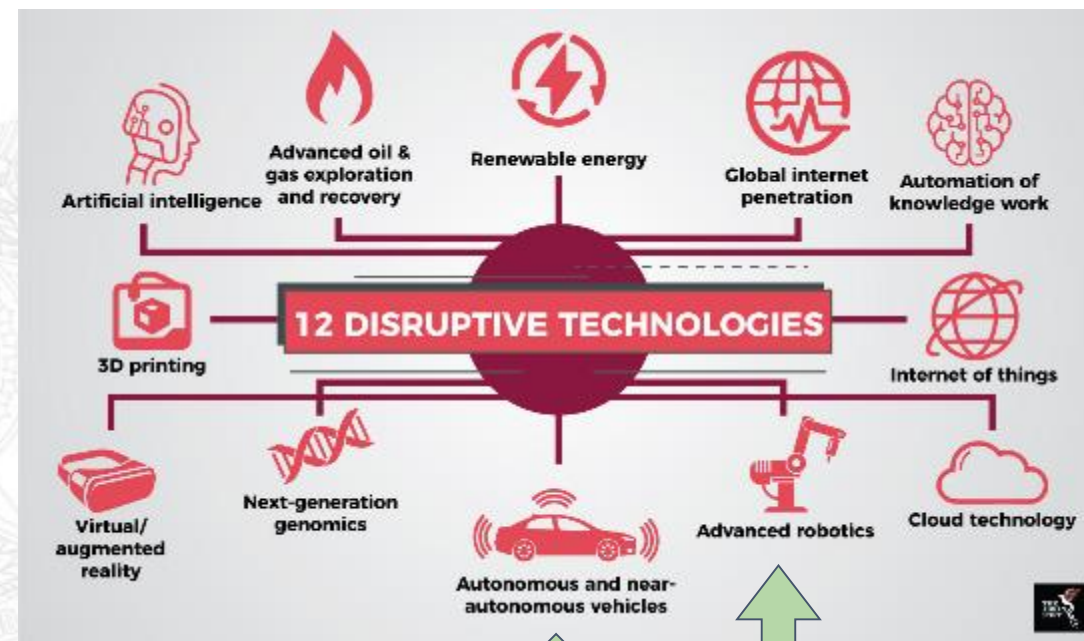 Artificial intelligence
Advanced oil &
gas exploration
and recovery
Renewable energy
Global internet
penetration
Automation of
knowledge work
3D printing
12 DISRUPTIVE TECHNOLOGIES
Internet of things
Virtual/
augmented
reality
Next-generation
genomics
Autonomous and near-
autonomous vehicles
Advanced robotics
Cloud technology